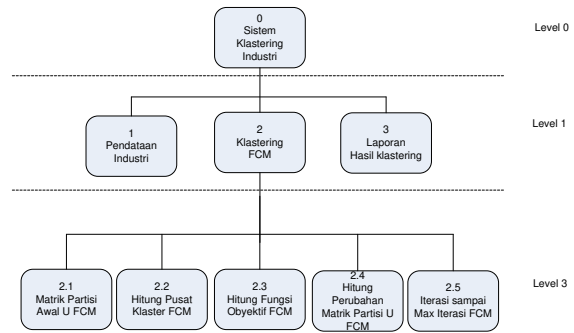 0
Sistem
Klastering
Industri
Level 0
1
Pendataan
Industri
2
Klastering
FCM
3
Laporan
Hasil klastering
Level 1
2.1
Matrik Partisi
Awal U FCM
2.2
Hitung Pusat
Klaster FCM
2.3
Hitung Fungsi
Obyektif FCM
2.4
Hitung
Perubahan
Matrik Partisi U
FCM
2.5
Iterasi sampai
Max Iterasi FCM
Level 3